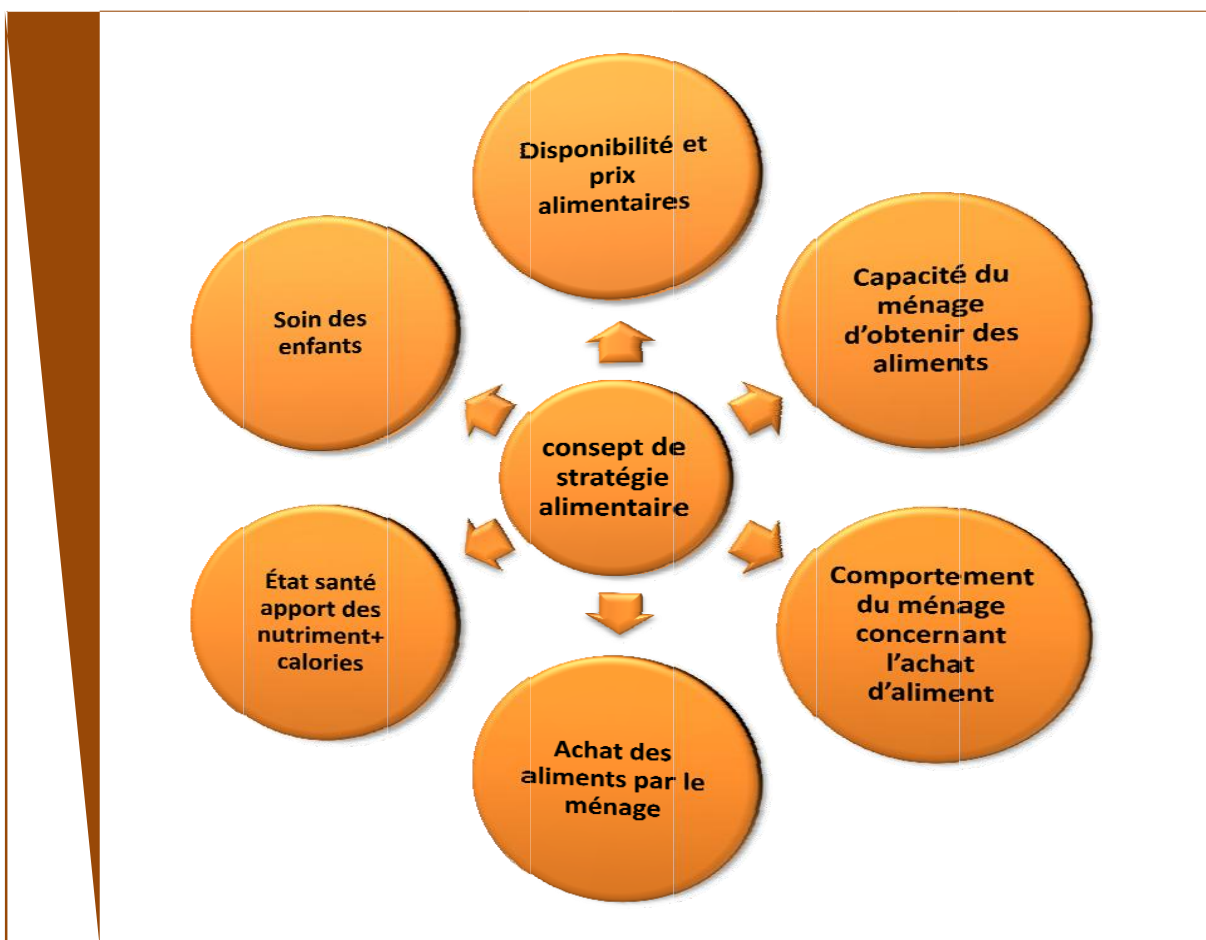 Disponibilité et
prix
alimentaires
Capacité du
ménage
d'obtenir des
aliments
Comportement
du ménage
concernant
l'achat
d'aliment
Achat des
aliments par le
ménage
État santé
apport des
nutriment+
calories
Soin des
enfants
consept de
stratégie
alimentaire